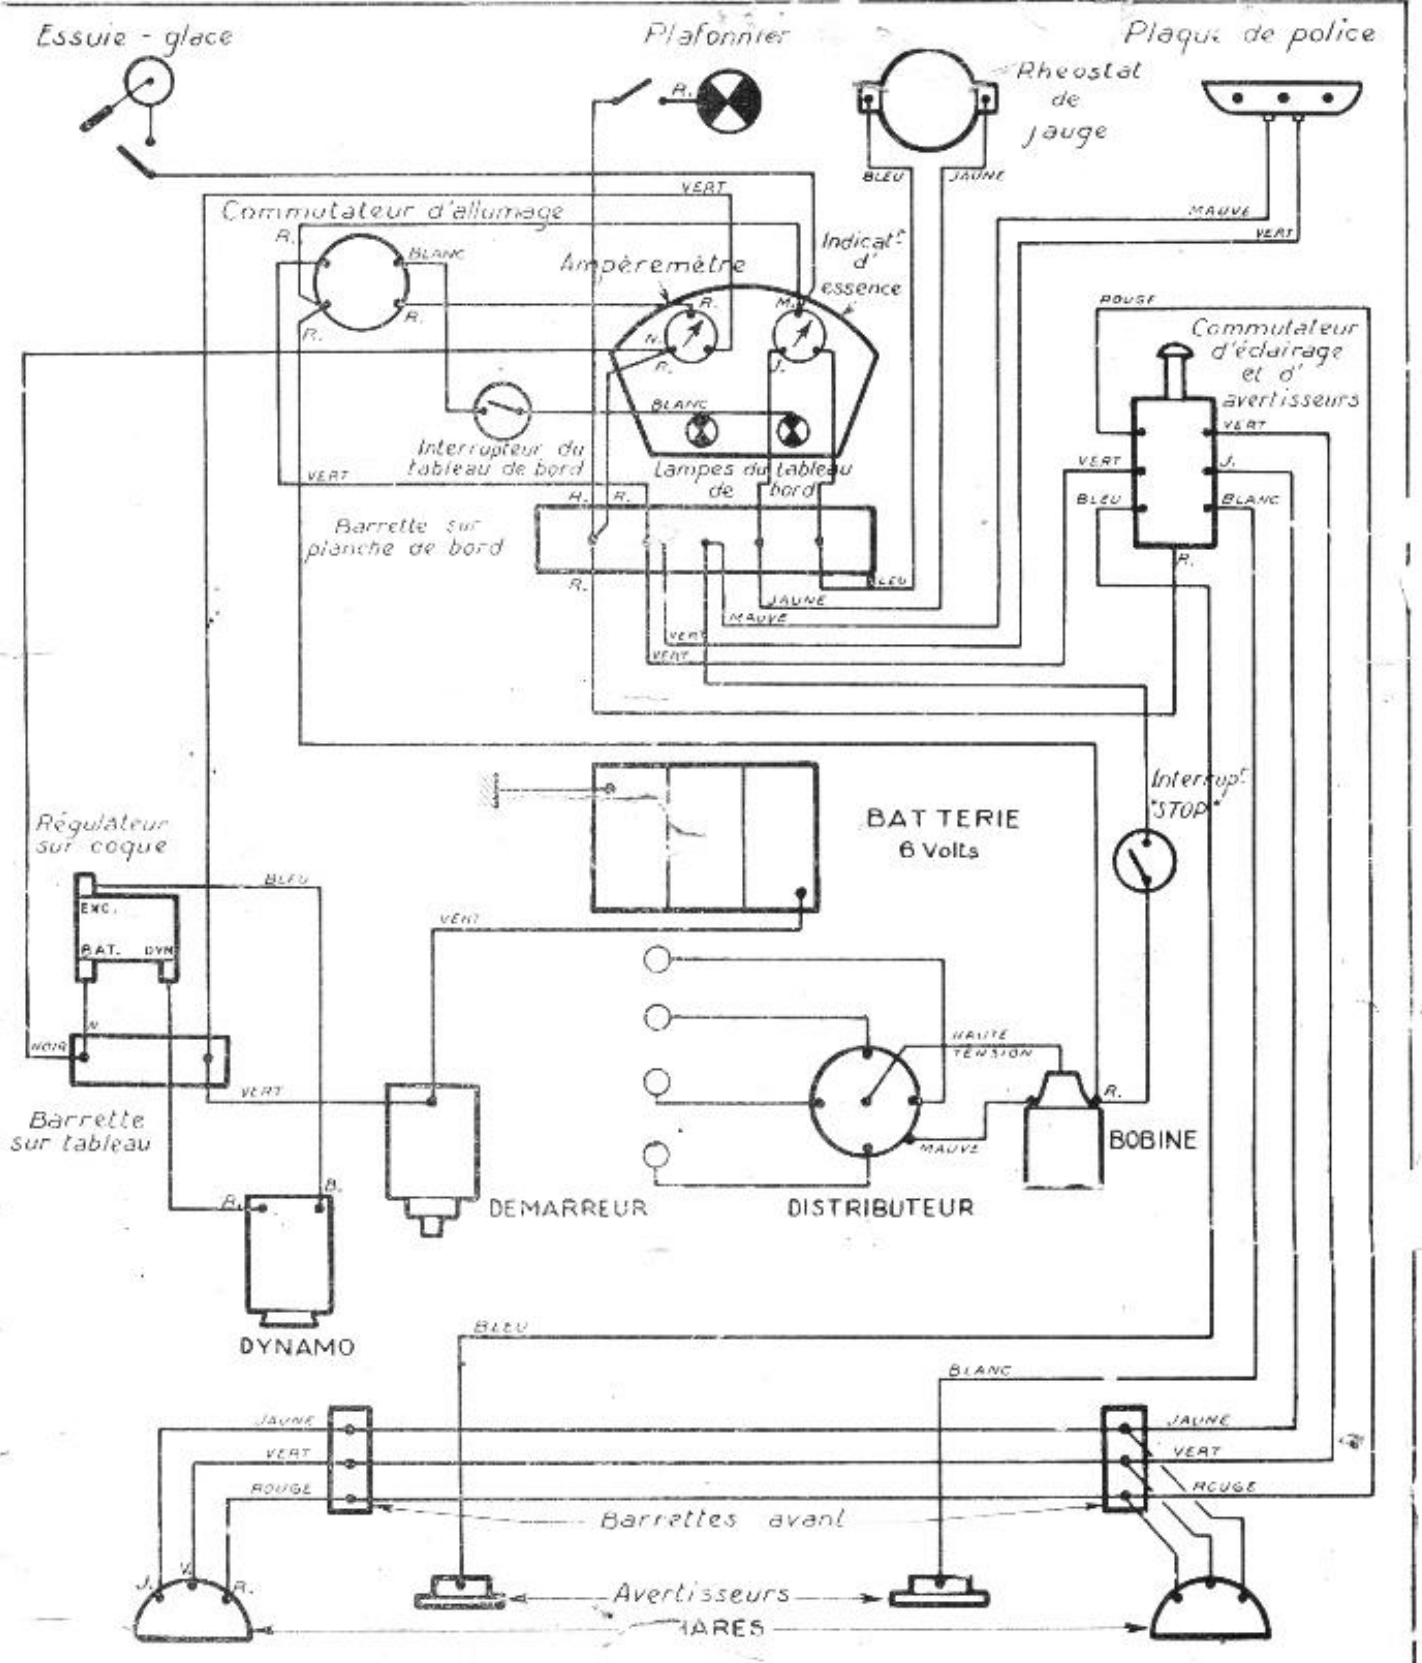 Essuie - glace
Plafonnier
Plaque de police
R.
Rhéostat
de
jauge
BLEU
JAUNE
VERT
MAUVE
VERT
Commutateur d'allumage
R.
BLANC
Ampèremètre
Indicat.r
d'
essence
R.
R.
R.
M.
N.
R.
J.
ROUGE
Commutateur
d'éclairage
et d'
avertisseurs
VERT
VERT
J.
BLEU
BLANC
R.
BLANC
Interrupteur du
tableau de bord
Lampes du tableau
de bord
VERT
R.
R.
Barrette sur
planche de bord
R.
BLEU
JAUNE
MAUVE
VERT
VERT
Interrup.r
"STOP"
BATTERIE
6 Volts
Régulateur
sur coque
BLEU
EXC.
BAT.
DYN
VERT
N
NOIR
HAUTE
TENSION
VERT
R.
Barrette
sur tableau
MAUVE
BOBINE
R.
B.
DEMARREUR
DISTRIBUTEUR
DYNAMO
BLEU
BLANC
JAUNE
JAUNE
VERT
VERT
ROUGE
ROUGE
Barrettes avant
J.
V.
R.
Avertisseurs